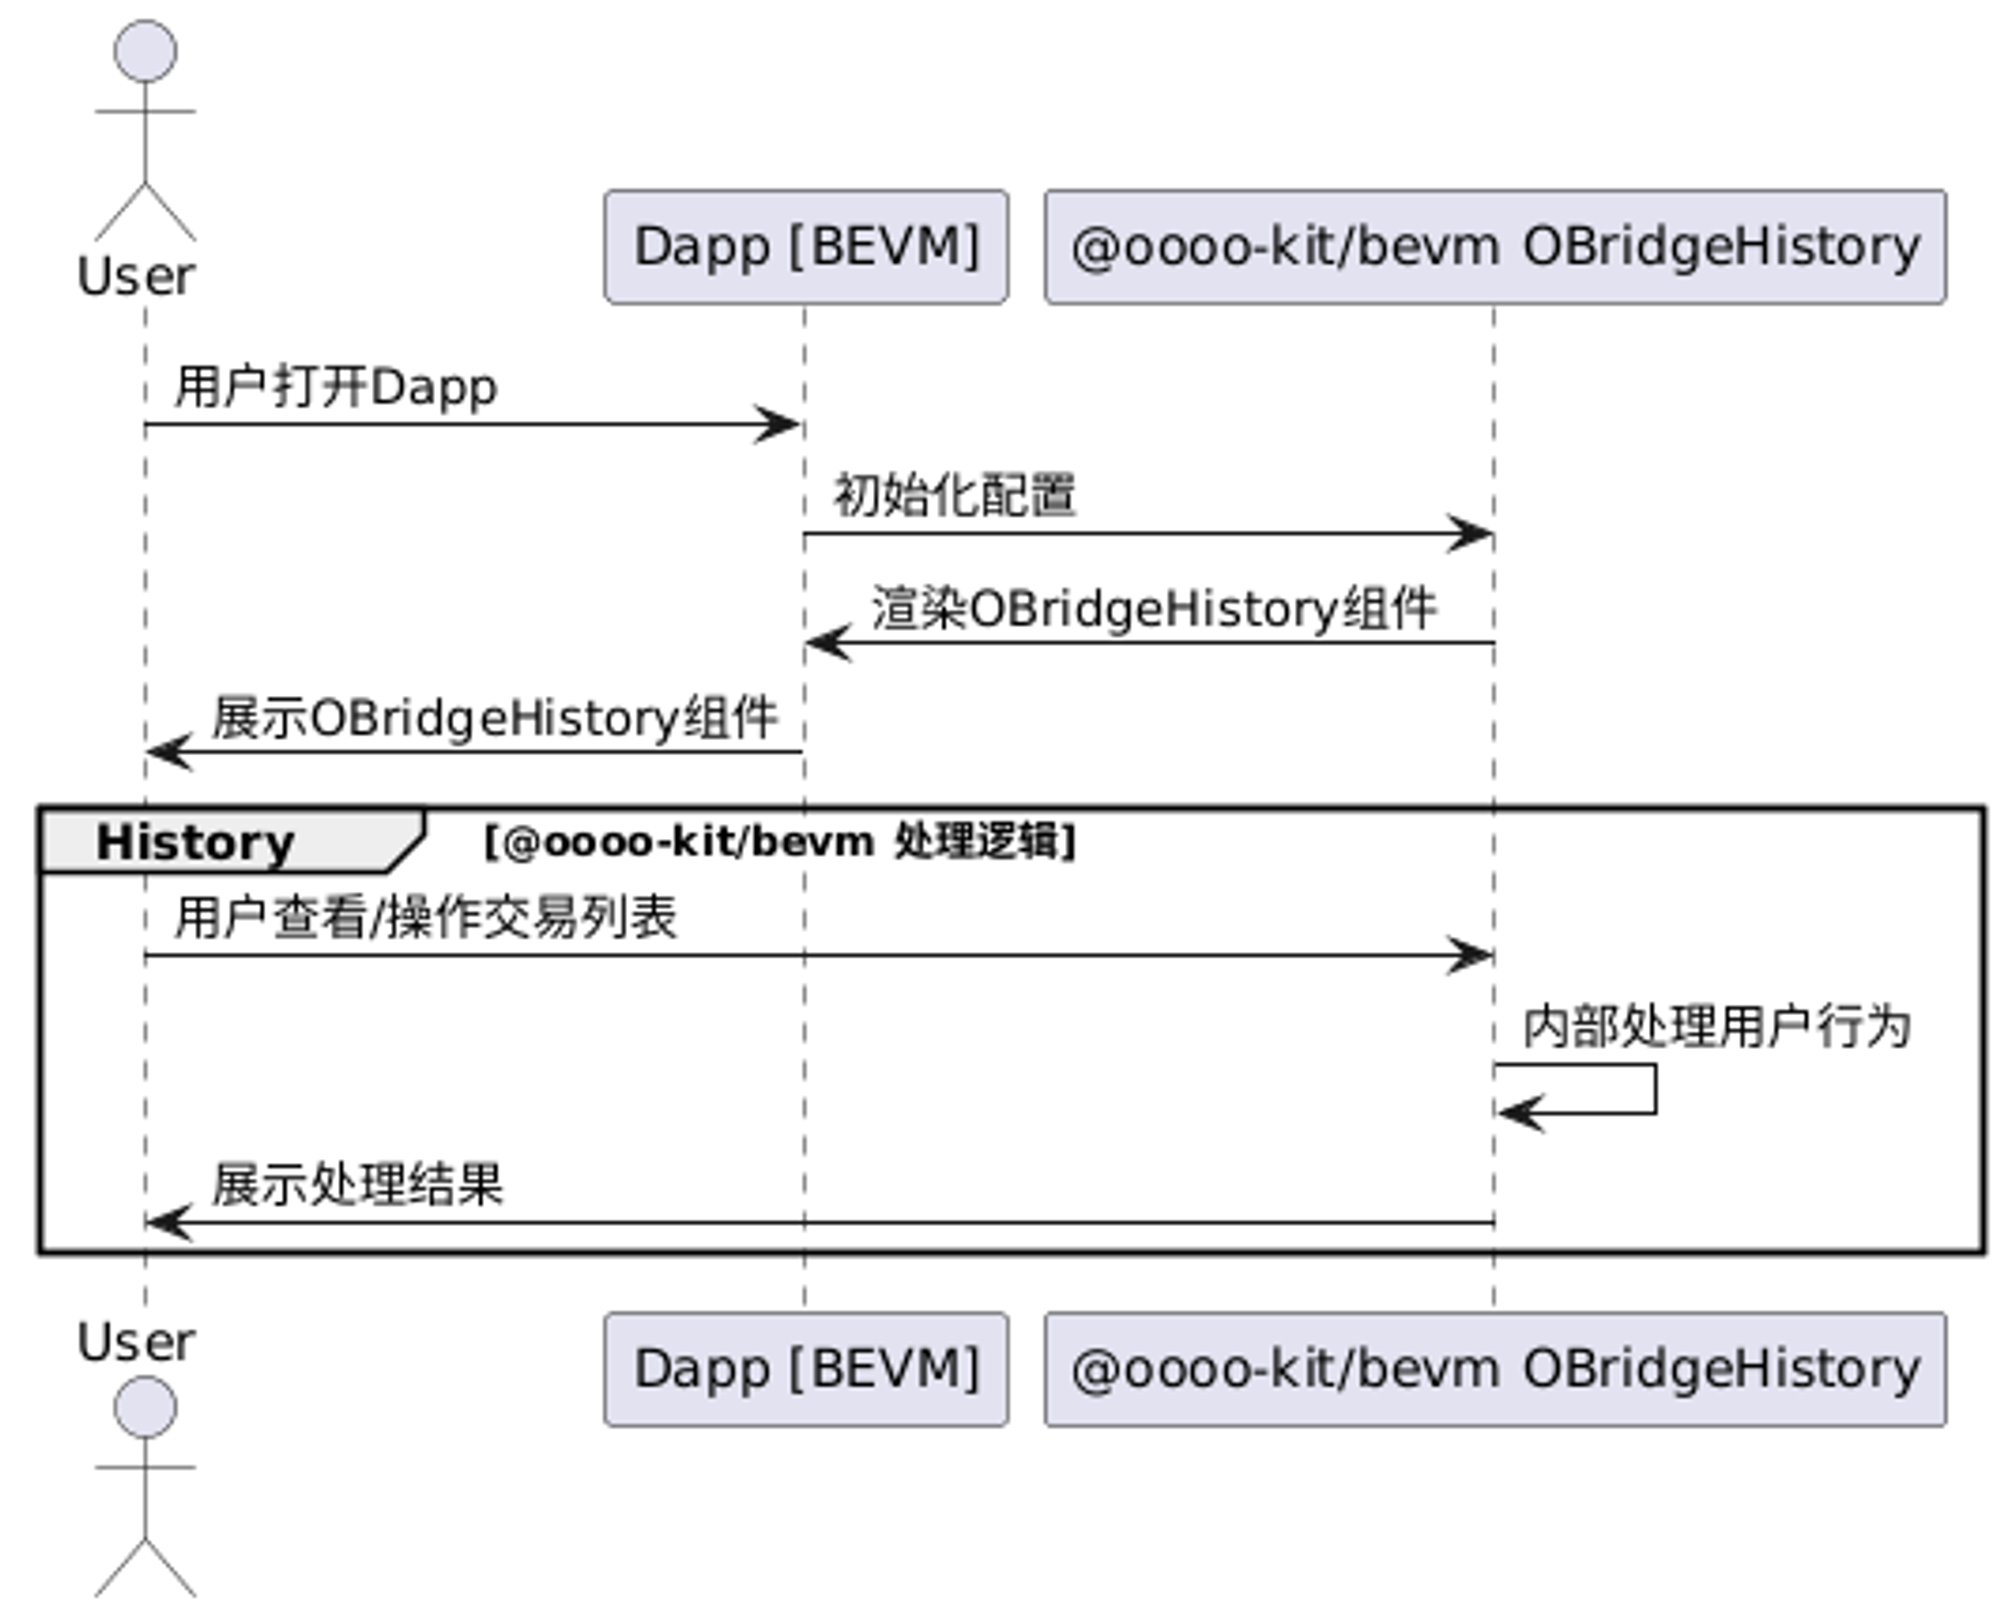 User
Dapp [BEVM]
@oooo-kit/bevm OBridgeHistory
用户打开Dapp
初始化配置
渲染OBridgeHistory组件
展示OBridgeHistory组件
History
[@oooo-kit/bevm 处理逻辑]
用户查看/操作交易列表
内部处理用户行为
展示处理结果
User
Dapp [BEVM]
@oooo-kit/bevm OBridgeHistory